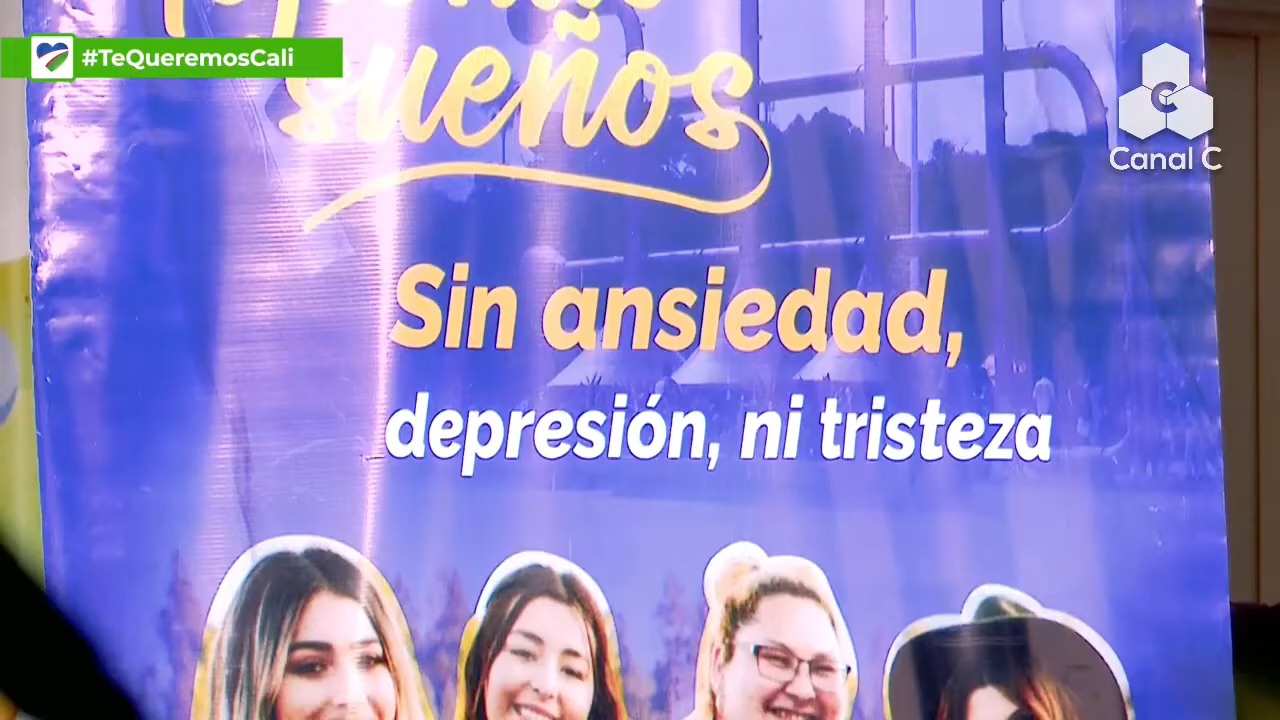 #TeQueremosCali
sueños
Canal C
Sin ansiedad,
depresión, ni tristeza